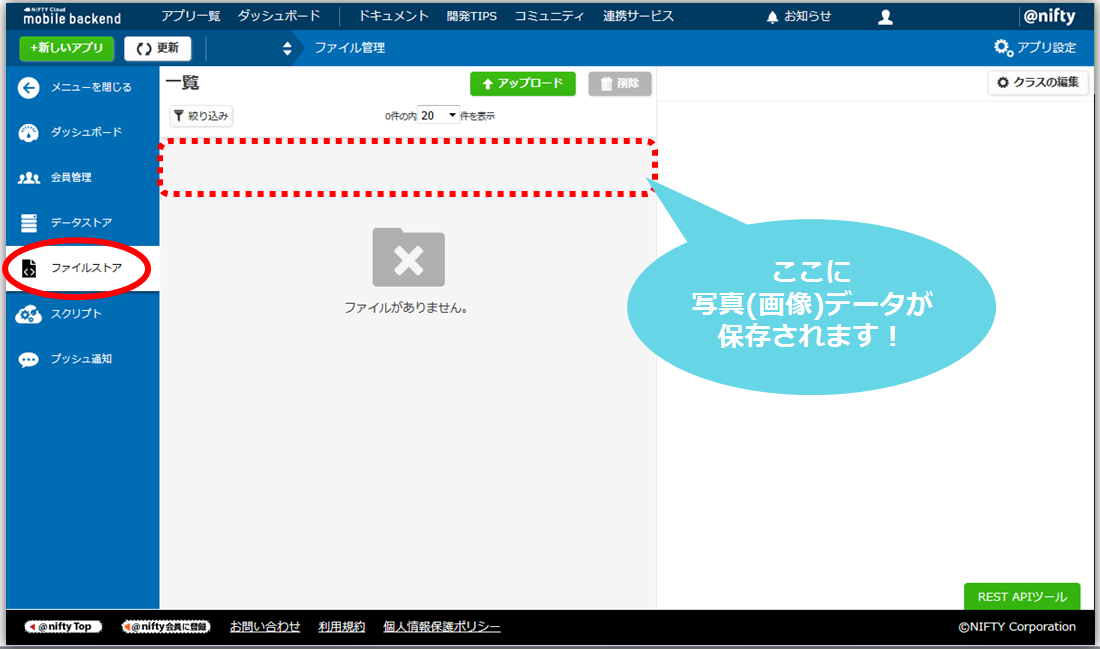 NIFTY Cloud
mobile backend
アプリ一覧 ダッシュボード ドキュメント 開発TIPS コミュニティ 連携サービス お知らせ @nifty
+新しいアプリ 更新 ファイル管理 アプリ設定
メニューを閉じる
ダッシュボード
会員管理
データストア
ファイルストア
スクリプト
プッシュ通知
一覧 アップロード 削除 クラスの編集
絞り込み 0件の内 20 件を表示
ファイルがありません。
ここに
写真(画像)データが
保存されます！
REST APIツール
@nifty Top @nifty会員に登録 お問い合わせ 利用規約 個人情報保護ポリシー ©NIFTY Corporation